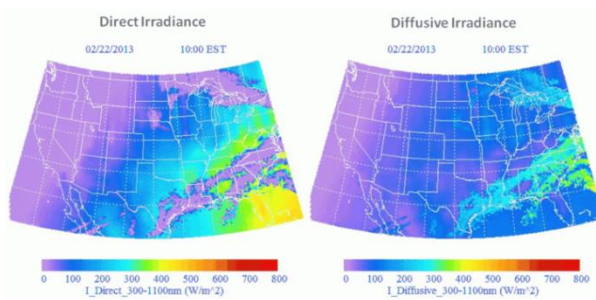 Direct Irradiance
02/22/2013 10:00 EST
0 100 200 300 400 500 600 700 800
I_Direct_300-1100nm (W/m^2)
Diffusive Irradiance
02/22/2013 10:00 EST
0 100 200 300 400 500 600 700 800
I_Diffusive_300-1100nm (W/m^2)